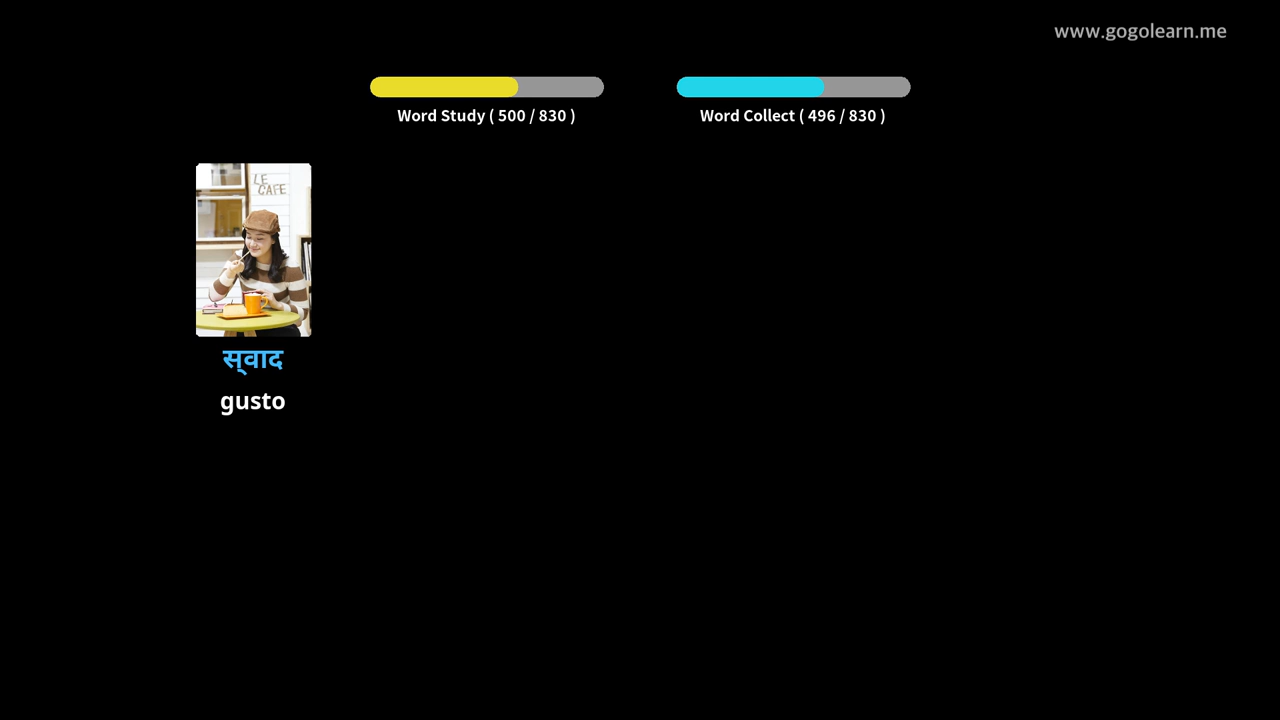 www.gogolearn.me
Word Study ( 500 / 830 )
Word Collect ( 496 / 830 )
LE
CAFE
स्‌वाद
gusto